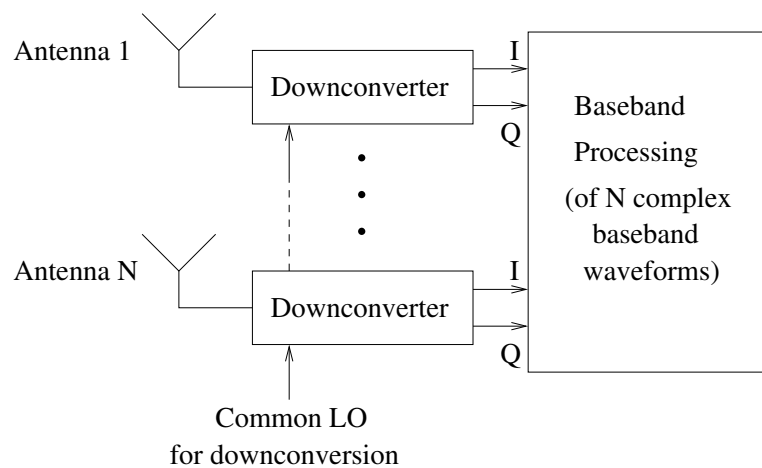 Antenna 1
Downconverter
I
Q
Baseband
Processing
(of N complex
baseband
waveforms)
Antenna N
Downconverter
I
Q
Common LO
for downconversion